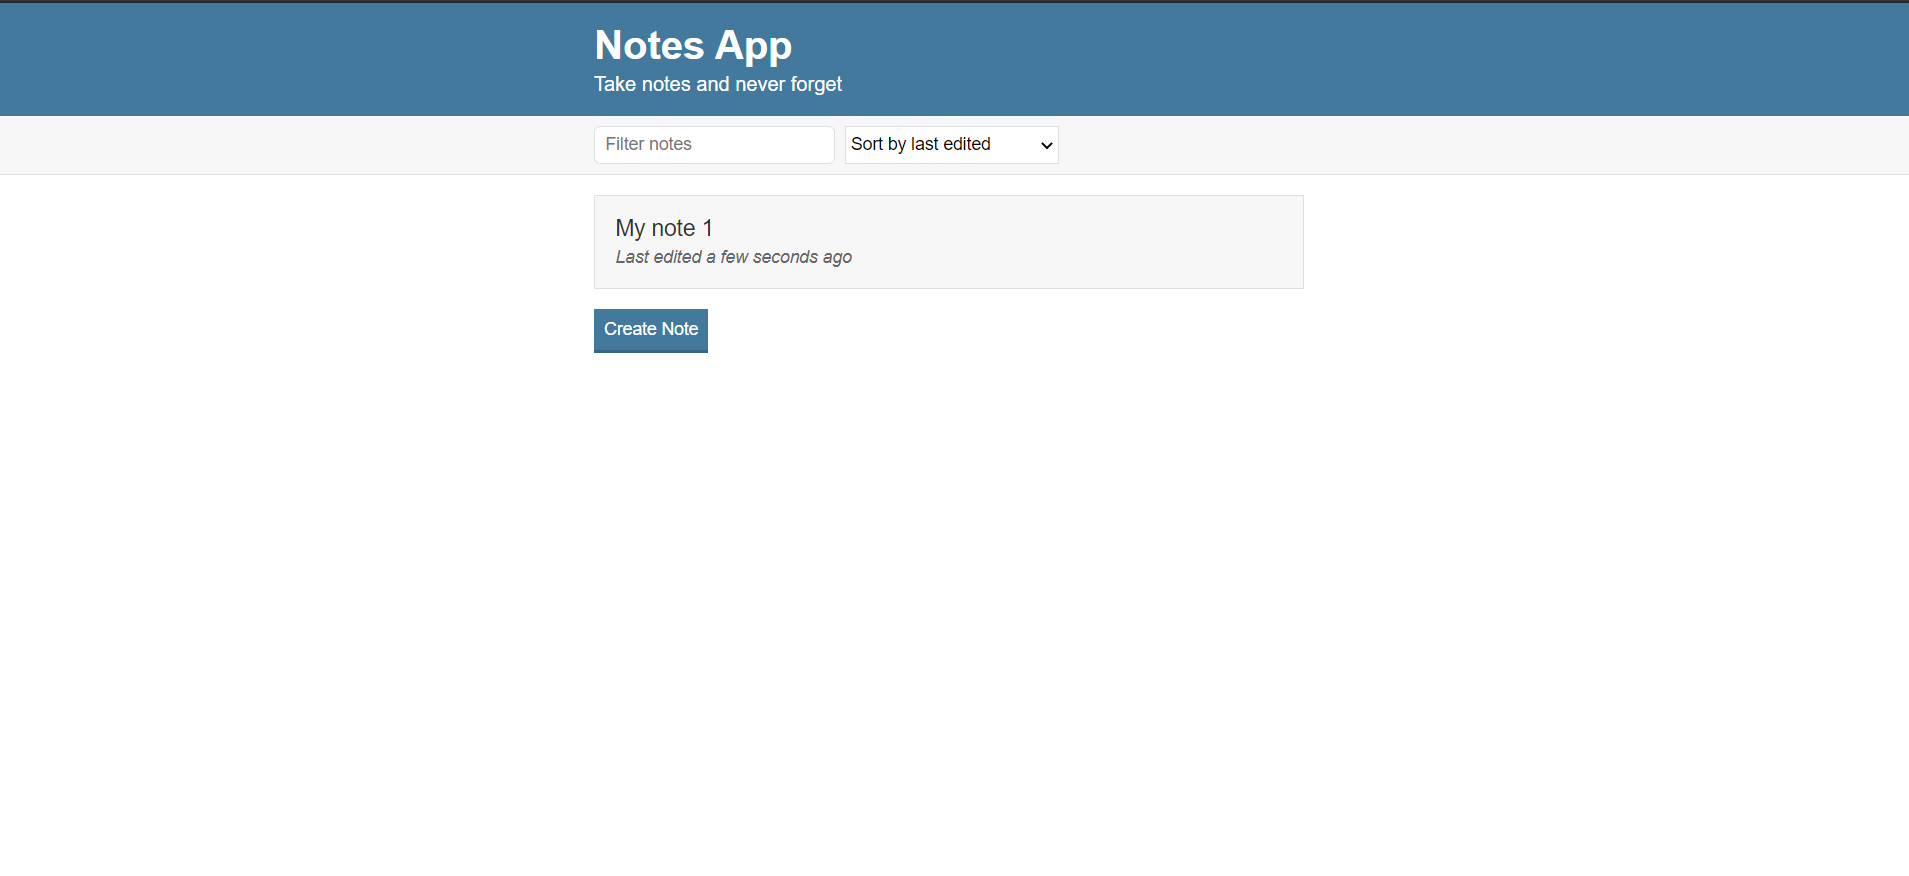 Notes App
Take notes and never forget
Filter notes
Sort by last edited
My note 1
Last edited a few seconds ago
Create Note